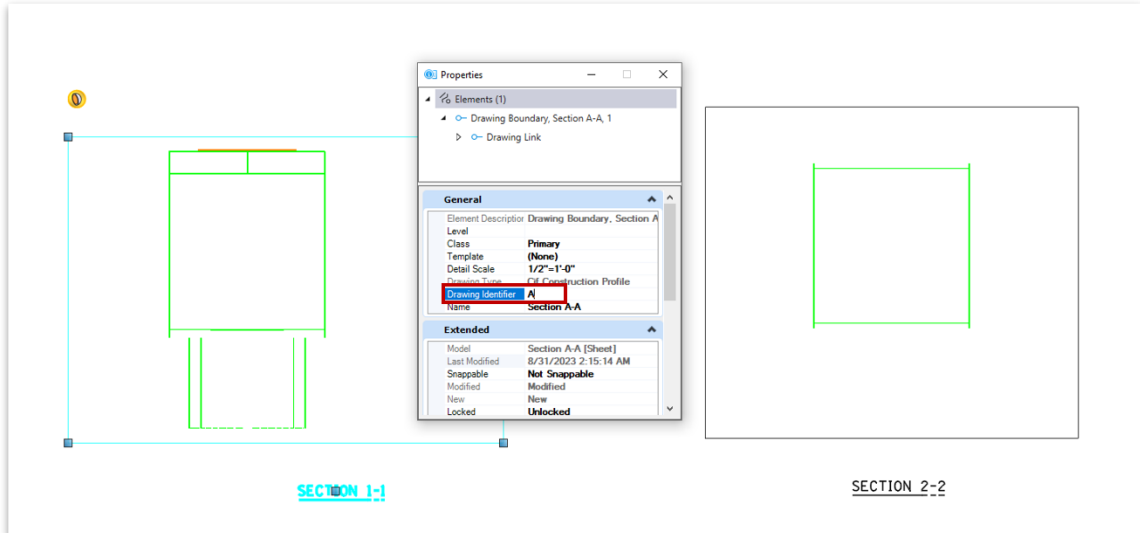 Properties
Elements (1)
Drawing Boundary, Section A-A, 1
Drawing Link
General
Element Description Drawing Boundary, Section A
Level
Class Primary
Template (None)
Detail Scale 1/2"=1'-0"
Drawing Type Cif Construction Profile
Drawing Identifier A
Name Section A-A
Extended
Model Section A-A [Sheet]
Last Modified 8/31/2023 2:15:14 AM
Snappable Not Snappable
Modified Modified
New New
Locked Unlocked
SECTION 1-1
SECTION 2-2